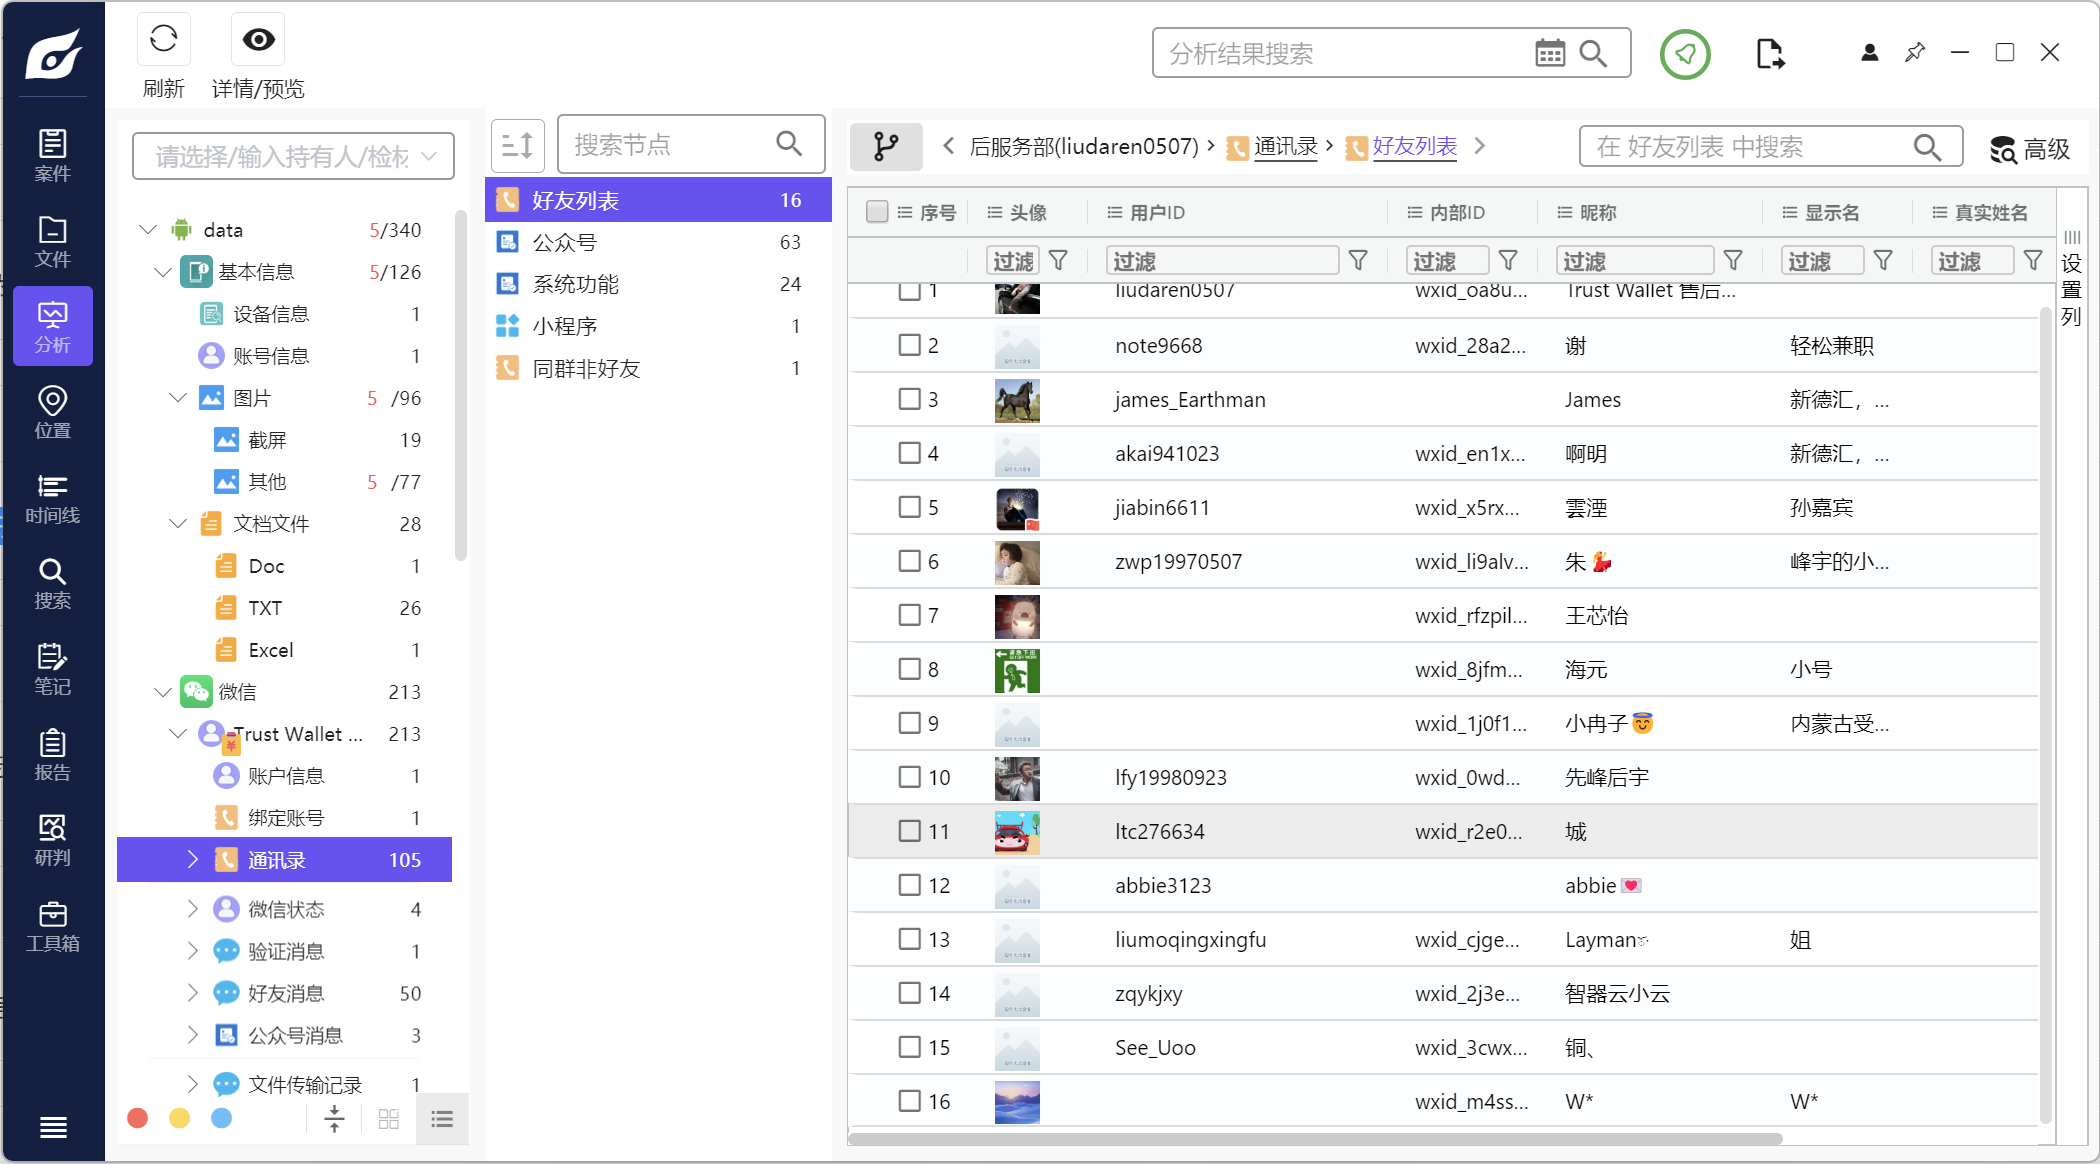 刷新
详情/预览
分析结果搜索
案件
文件
分析
位置
时间线
搜索
笔记
报告
研判
工具箱
请选择/输入持有人/检材
data 5/340
基本信息 5/126
设备信息 1
账号信息 1
图片 5 /96
截屏 19
其他 5 /77
文档文件 28
Doc 1
TXT 26
Excel 1
微信 213
Trust Wallet ... 213
账户信息 1
绑定账号 1
通讯录 105
微信状态 4
验证消息 1
好友消息 50
公众号消息 3
文件传输记录 1
搜索节点
好友列表 16
公众号 63
系统功能 24
小程序 1
同群非好友 1
后服务部(liudaren0507) 通讯录 好友列表
在 好友列表 中搜索
高级
序号 头像 用户ID 内部ID 昵称 显示名 真实姓名
过滤 过滤 过滤 过滤 过滤 过滤
设置列
1 liudaren0507 wxid_oa8u... Trust Wallet 售后...
2 note9668 wxid_28a2... 谢 轻松兼职
3 james_Earthman James 新德汇，...
4 akai941023 wxid_en1x... 啊明 新德汇，...
5 jiabin6611 wxid_x5rx... 雲湮 孙嘉宾
6 zwp19970507 wxid_li9alv... 朱💃 峰宇的小...
7 wxid_rfzpil... 王芯怡
8 wxid_8jfm... 海元 小号
9 wxid_1j0f1... 小冉子😇 内蒙古受...
10 lfy19980923 wxid_0wd... 先峰后宇
11 ltc276634 wxid_r2e0... 城
12 abbie3123 abbie💌
13 liumoqingxingfu wxid_cjge... Layman 姐
14 zqykjxy wxid_2j3e... 智器云小云
15 See_Uoo wxid_3cwx... 铜、
16 wxid_m4ss... W* W*